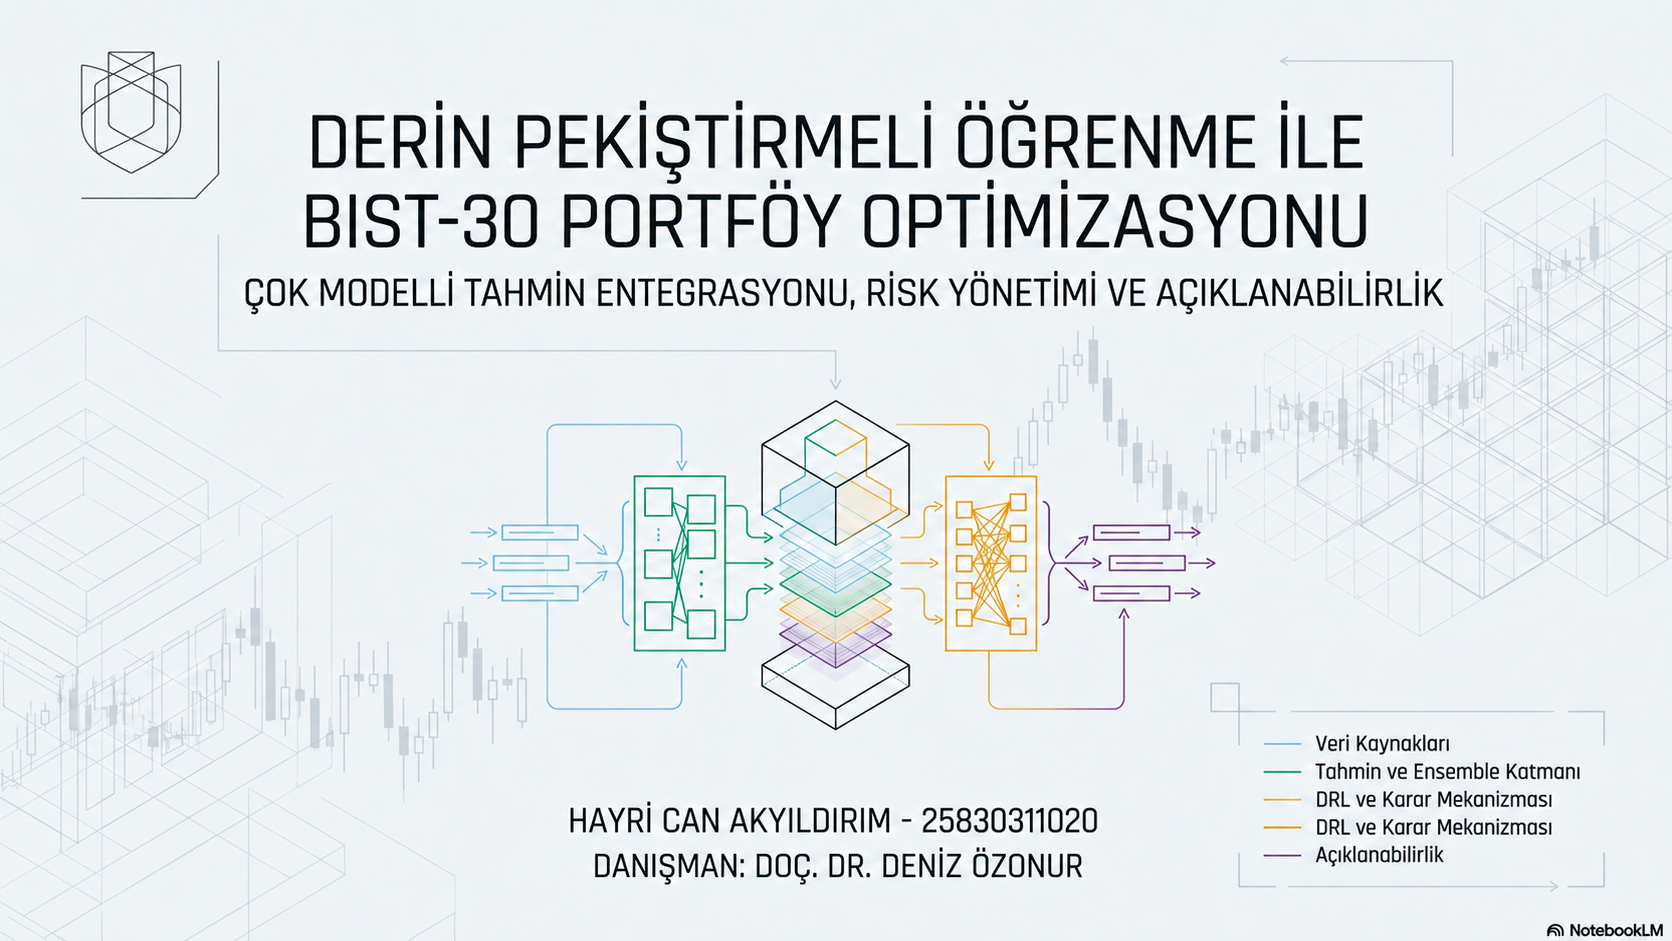 DERİN PEKİŞTİRMELİ ÖĞRENME İLE
BIST-30 PORTFÖY OPTİMİZASYONU
ÇOK MODELLİ TAHMİN ENTEGRASYONU, RİSK YÖNETİMİ VE AÇIKLANABİLİRLİK
Veri Kaynakları
Tahmin ve Ensemble Katmanı
DRL ve Karar Mekanizması
DRL ve Karar Mekanizması
Açıklanabilirlik
HAYRİ CAN AKYILDIRIM - 25830311020
DANIŞMAN: DOÇ. DR. DENİZ ÖZONUR
NotebookLM